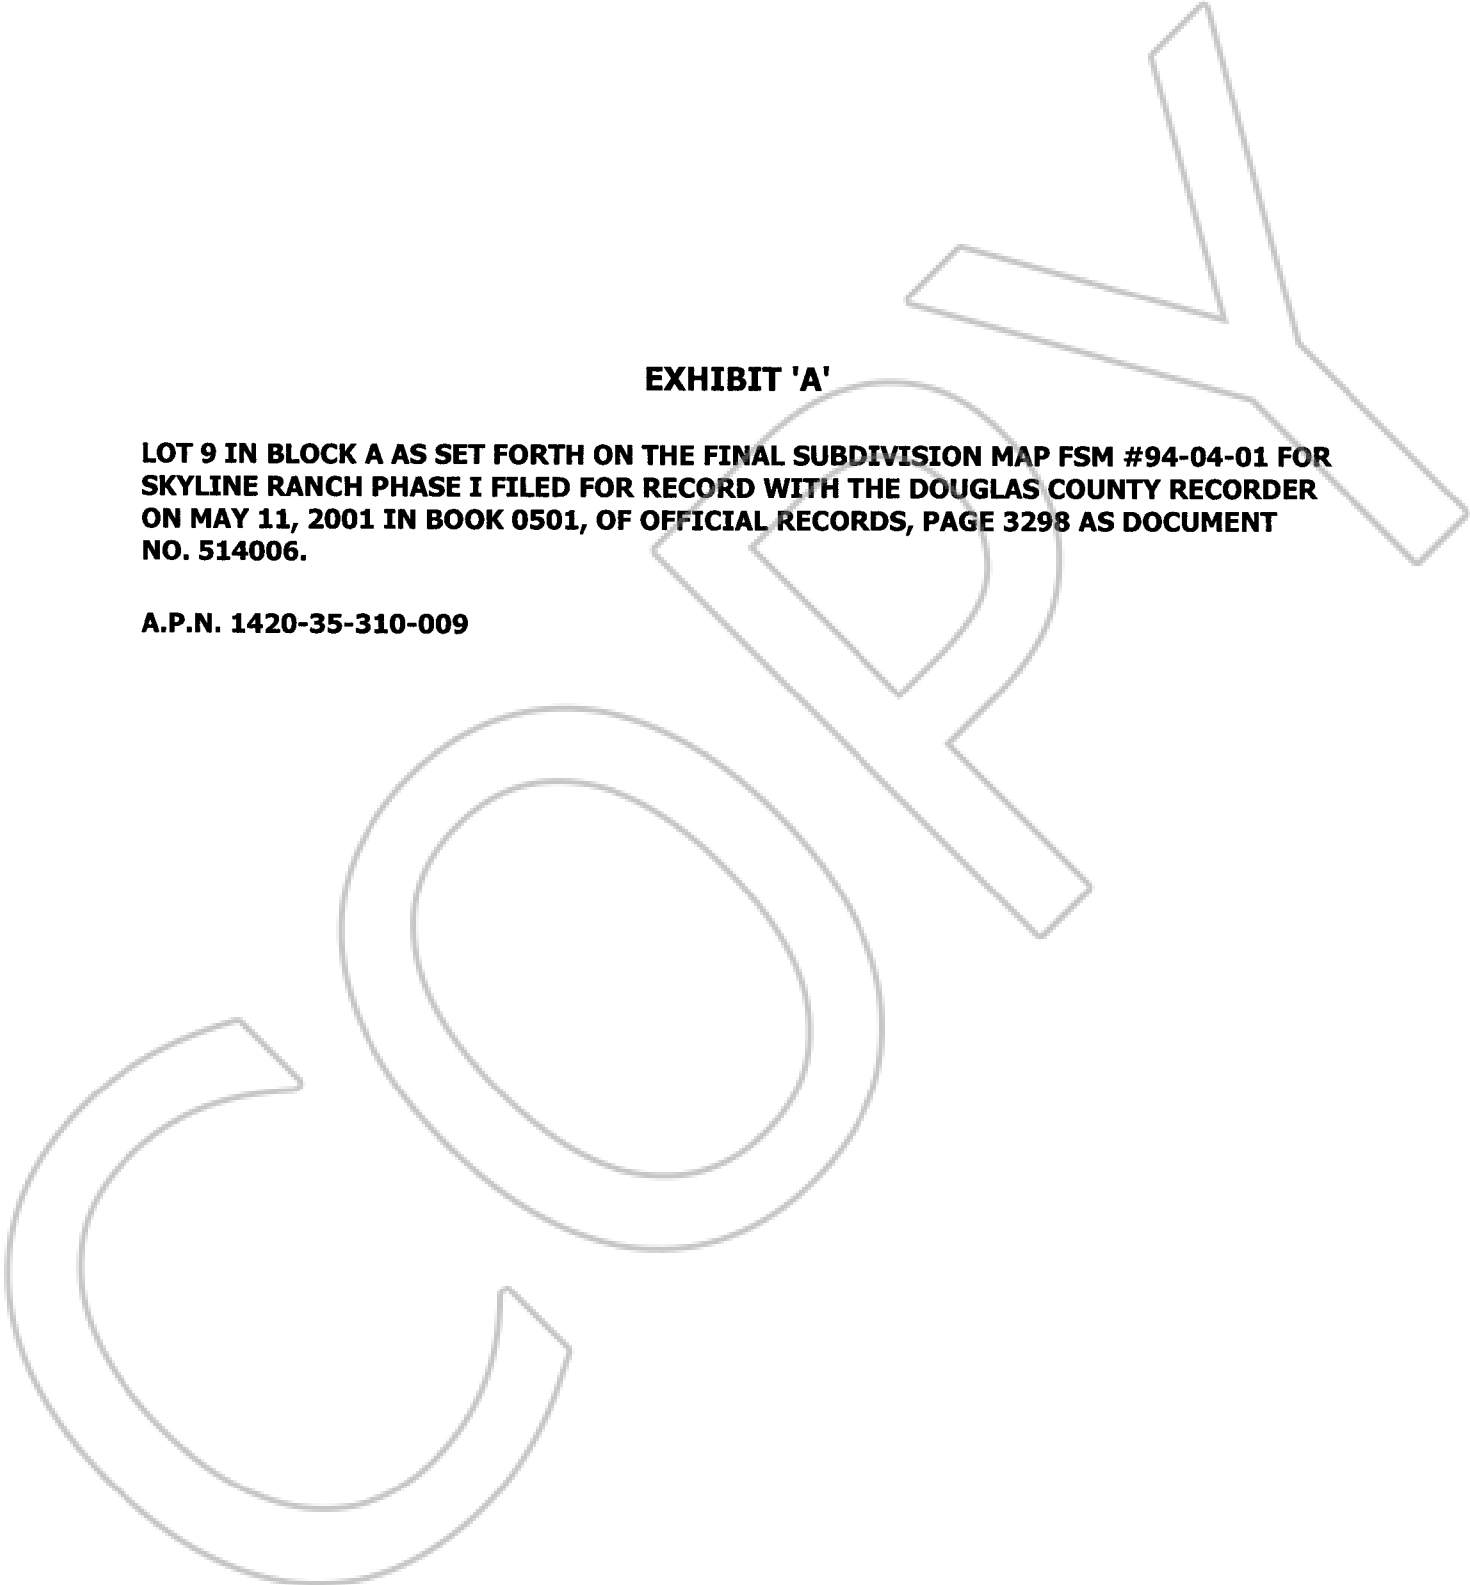 EXHIBIT 'A'
LOT 9 IN BLOCK A AS SET FORTH ON THE FINAL SUBDIVISION MAP FSM #94-04-01 FOR
SKYLINE RANCH PHASE I FILED FOR RECORD WITH THE DOUGLAS COUNTY RECORDER
ON MAY 11, 2001 IN BOOK 0501, OF OFFICIAL RECORDS, PAGE 3298 AS DOCUMENT
NO. 514006.
A.P.N. 1420-35-310-009
COPY